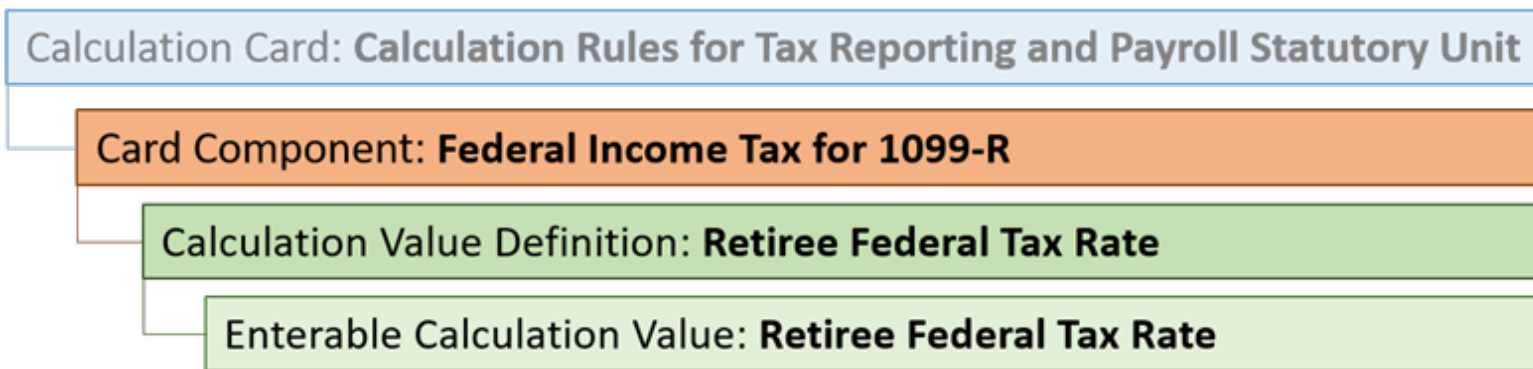 Calculation Card: Calculation Rules for Tax Reporting and Payroll Statutory Unit
Card Component: Federal Income Tax for 1099-R
Calculation Value Definition: Retiree Federal Tax Rate
Enterable Calculation Value: Retiree Federal Tax Rate